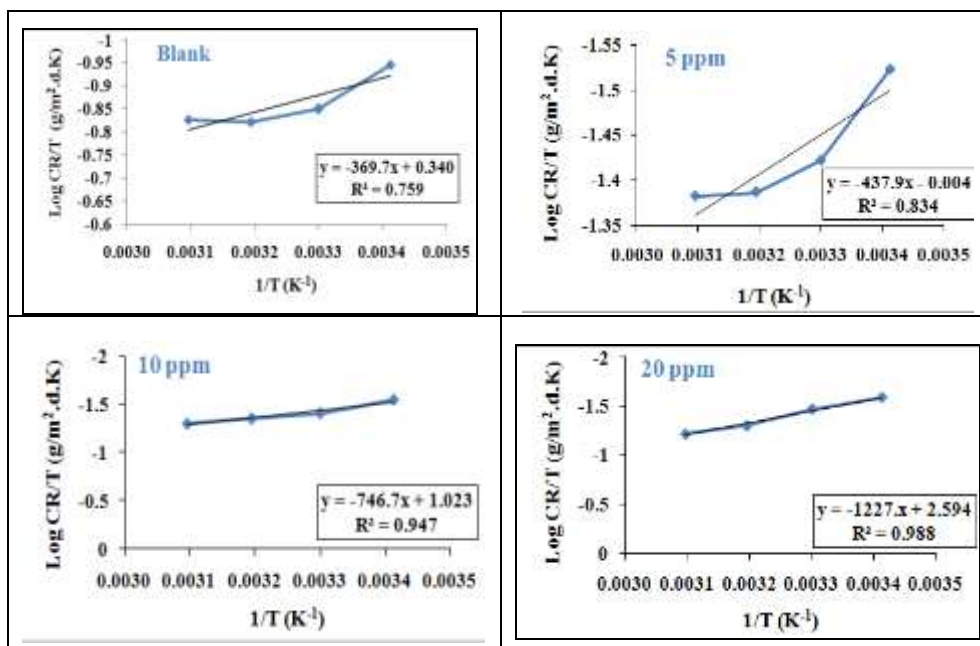 Blank
Log CR/T (g/m².d.K)
-1
-0.95
-0.9
-0.85
-0.8
-0.75
-0.7
-0.65
-0.6
y = -369.7x + 0.340
R² = 0.759
0.0030 0.0031 0.0032 0.0033 0.0034 0.0035
1/T (K⁻¹)
5 ppm
Log CR/T (g/m².d.K)
-1.55
-1.5
-1.45
-1.4
-1.35
y = -437.9x - 0.004
R² = 0.834
0.0030 0.0031 0.0032 0.0033 0.0034 0.0035
1/T (K⁻¹)
10 ppm
Log CR/T (g/m².d.K)
-2
-1.5
-1
-0.5
0
y = -746.7x + 1.023
R² = 0.947
0.0030 0.0031 0.0032 0.0033 0.0034 0.0035
1/T (K⁻¹)
20 ppm
Log CR/T (g/m².d.K)
-2
-1.5
-1
-0.5
0
y = -1227.x + 2.594
R² = 0.988
0.0030 0.0031 0.0032 0.0033 0.0034 0.0035
1/T (K⁻¹)